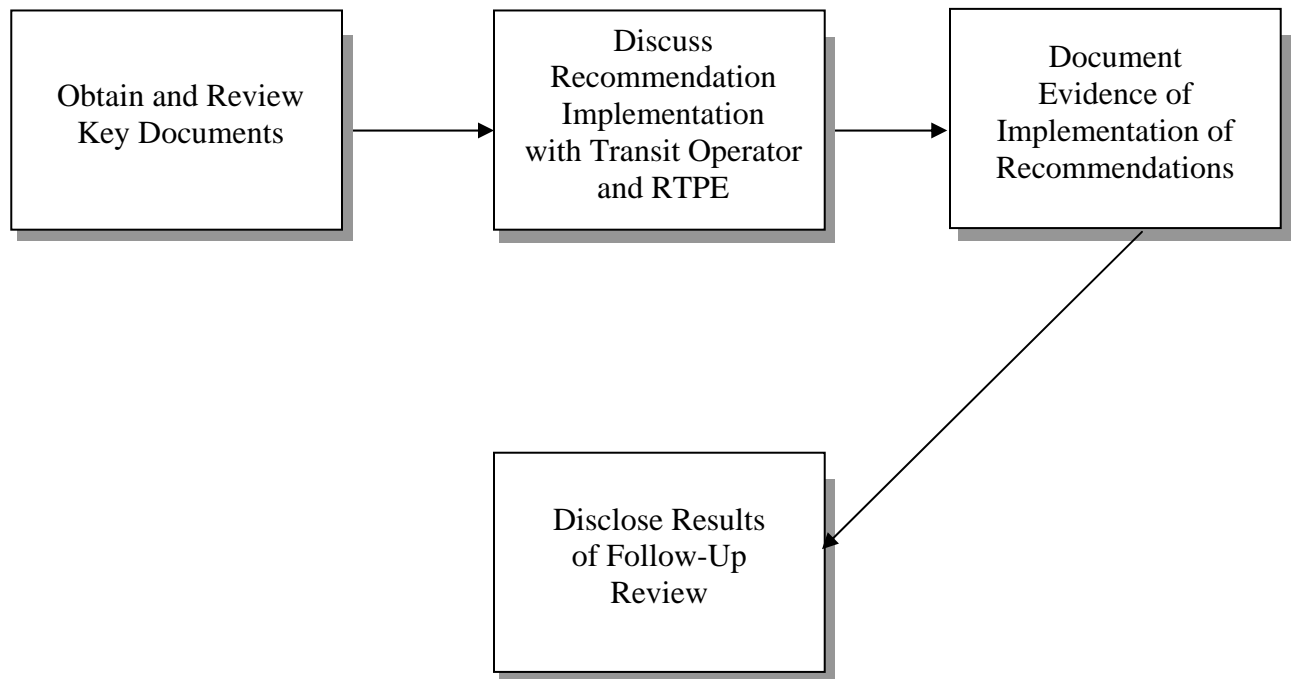 Obtain and Review
Key Documents
Discuss
Recommendation
Implementation
with Transit Operator
and RTPE
Document
Evidence of
Implementation of
Recommendations
Disclose Results
of Follow-Up
Review